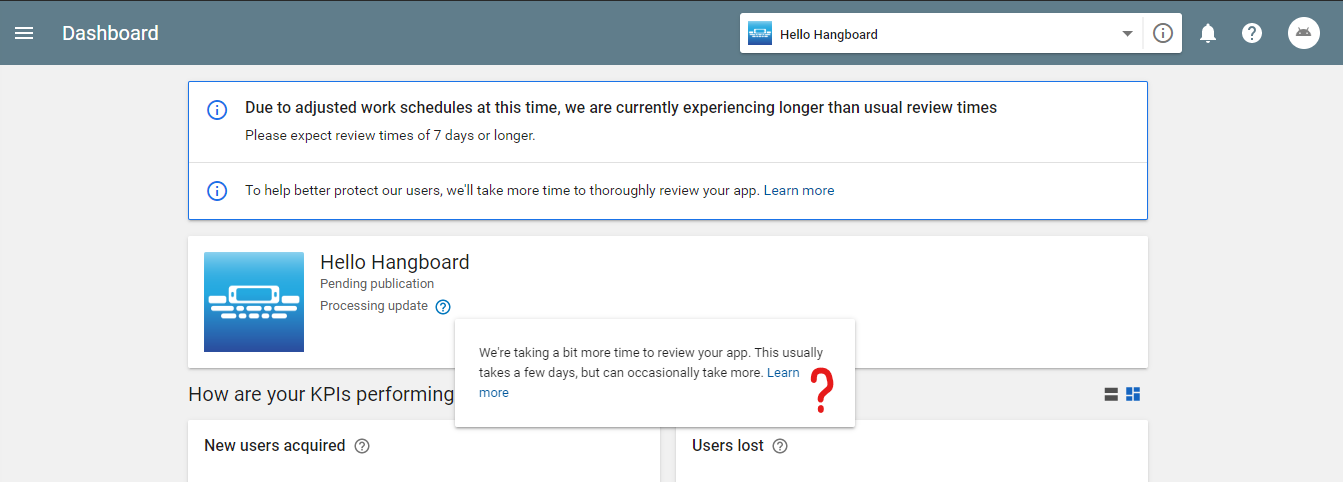 Dashboard
Hello Hangboard
Due to adjusted work schedules at this time, we are currently experiencing longer than usual review times
Please expect review times of 7 days or longer.
To help better protect our users, we'll take more time to thoroughly review your app. Learn more
Hello Hangboard
Pending publication
Processing update
We're taking a bit more time to review your app. This usually
takes a few days, but can occasionally take more. Learn
more
?
How are your KPIs performing
New users acquired
Users lost